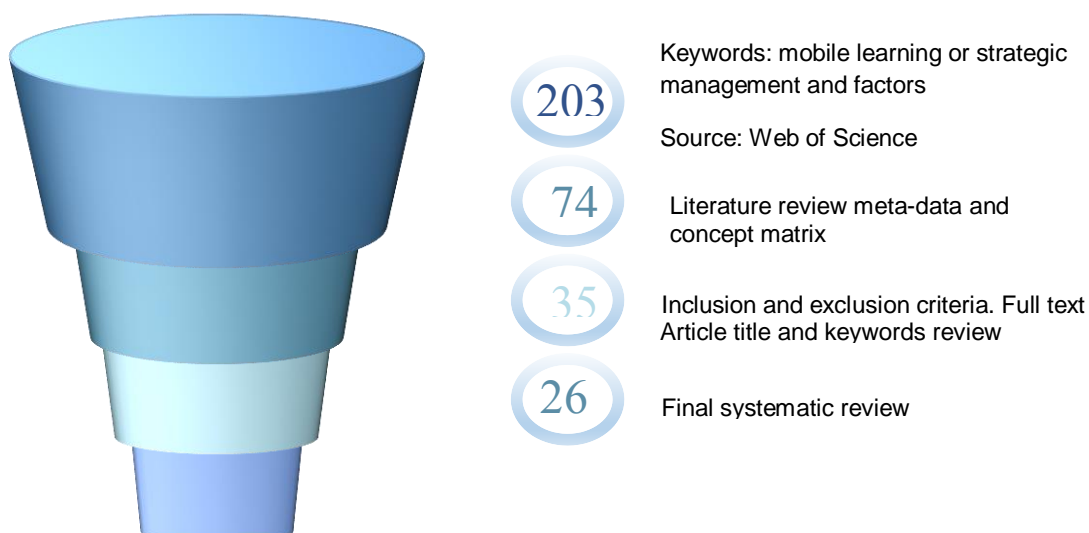 203
Keywords: mobile learning or strategic
management and factors
Source: Web of Science
74
Literature review meta-data and
concept matrix
35
Inclusion and exclusion criteria. Full text
Article title and keywords review
26
Final systematic review